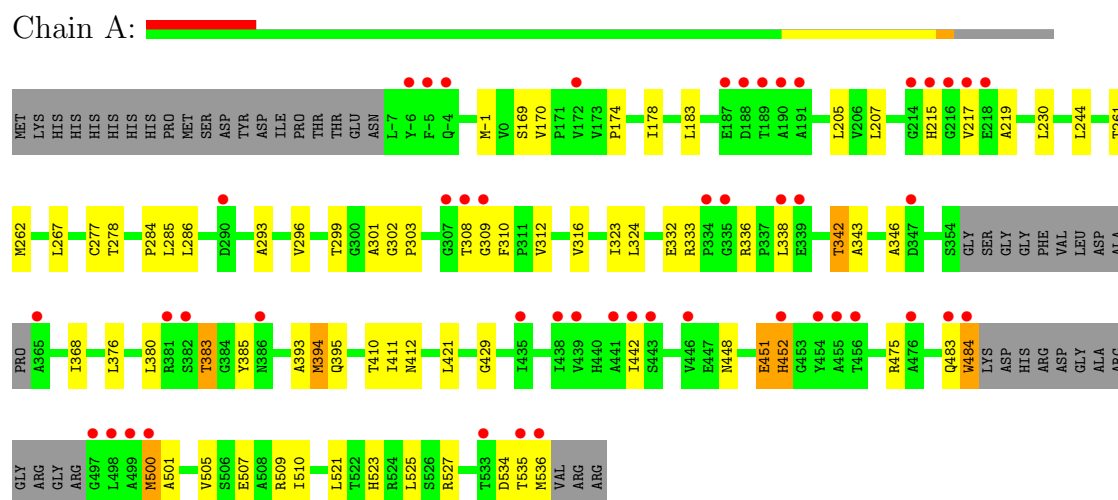 Chain A:
MET LYS HIS HIS HIS HIS HIS HIS PRO MET SER ASP TYR ASP ILE PRO THR THR GLU ASN L-7 Y-6 F-5 Q-4 M-1 V0 S169 V170 P171 V172 V173 P174 I178 L183 E187 D188 T189 A190 A191 L205 V206 L207 G214 H215 G216 V217 E218 A219 L230 L244 T261
M262 L267 C277 T278 P284 L285 L286 D290 A293 V296 T299 G300 A301 G302 P303 G307 T308 G309 F310 P311 V312 V316 I323 L324 E332 R333 P334 G335 R336 P337 L338 E339 T342 A343 A346 D347 S354 GLY SER GLY GLY PHE VAL LEU ASP ALA
PRO A365 I368 L376 L380 R381 S382 T383 G384 Y385 N386 A393 M394 Q395 T410 I411 N412 L421 G429 I435 I438 V439 H440 A441 I442 S443 V446 E447 N448 E451 H452 G453 Y454 A455 T456 R475 A476 Q483 W484 LYS ASP HIS ARG ASP GLY ALA ARG
GLY ARG GLY ARG G497 L498 A499 M500 A501 V505 S506 E507 A508 R509 I510 L521 T522 H523 R524 L525 S526 R527 T533 D534 T535 M536 VAL ARG ARG